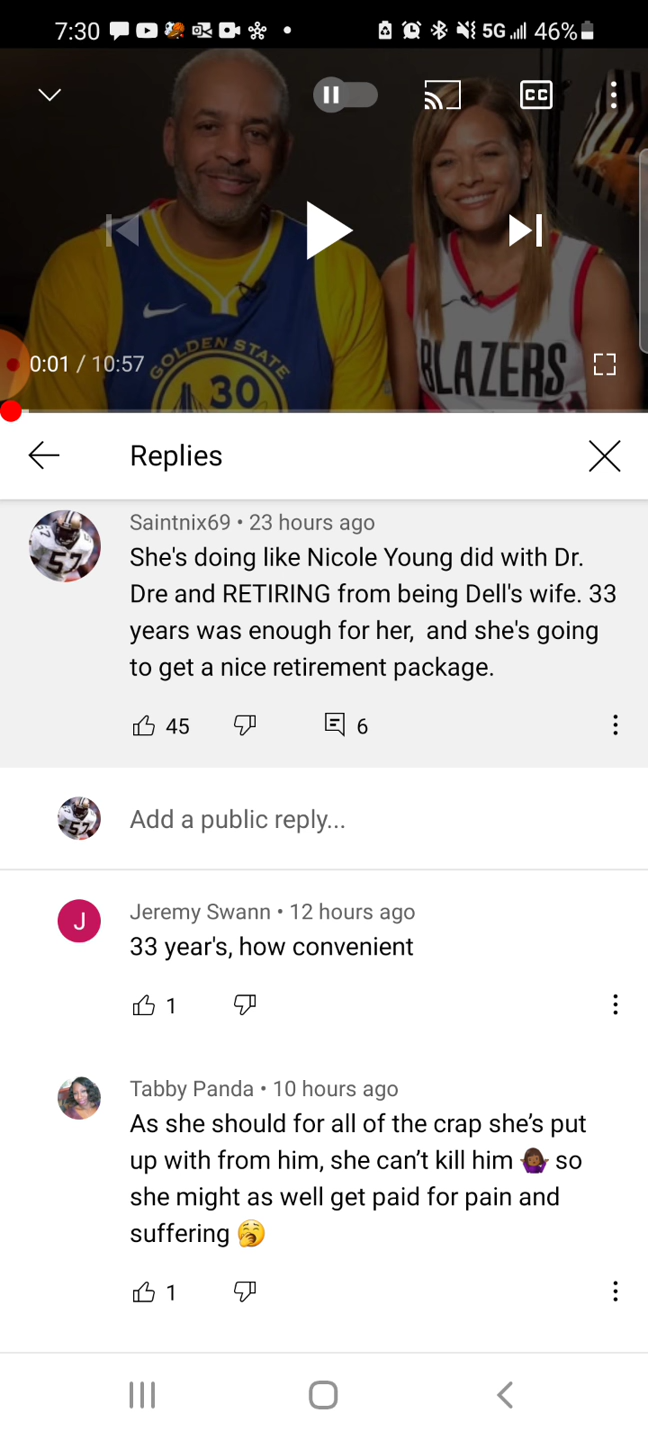 7:30 5G 46%
CC
GOLDEN STATE
30
BLAZERS
0:01 / 10:57
Replies
Saintnix69 • 23 hours ago
She's doing like Nicole Young did with Dr.
Dre and RETIRING from being Dell's wife. 33
years was enough for her,  and she's going
to get a nice retirement package.
45 6
Add a public reply...
J
Jeremy Swann • 12 hours ago
33 year's, how convenient
1
Tabby Panda • 10 hours ago
As she should for all of the crap she’s put
up with from him, she can’t kill him 🤷🏾‍♀️ so
she might as well get paid for pain and
suffering 🥱
1